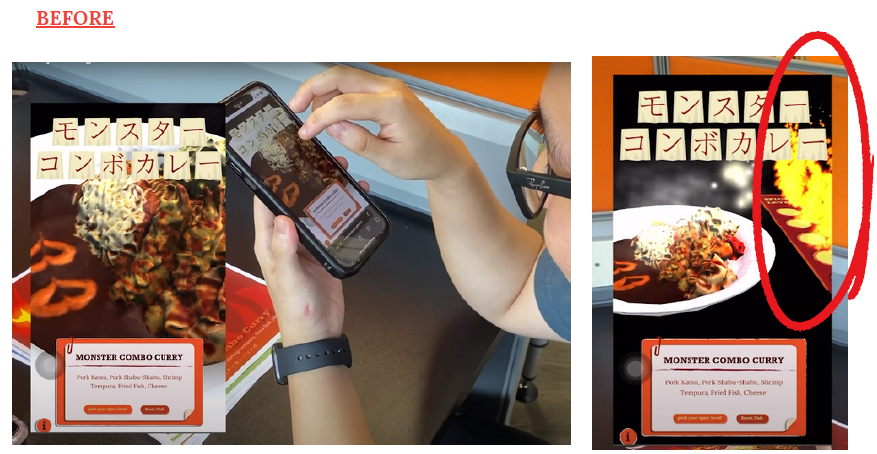 BEFORE
モンスター
コンボカレー
MONSTER COMBO CURRY
Pork Katsu, Pork Shabu-Shabu, Shrimp
Tempura, Fried Fish, Cheese
pick your spice level!
Reset Dish
i
Ray-Ban
モンスター
コンボカレー
MONSTER COMBO CURRY
Pork Katsu, Pork Shabu-Shabu, Shrimp
Tempura, Fried Fish, Cheese
pick your spice level!
Reset Dish
i